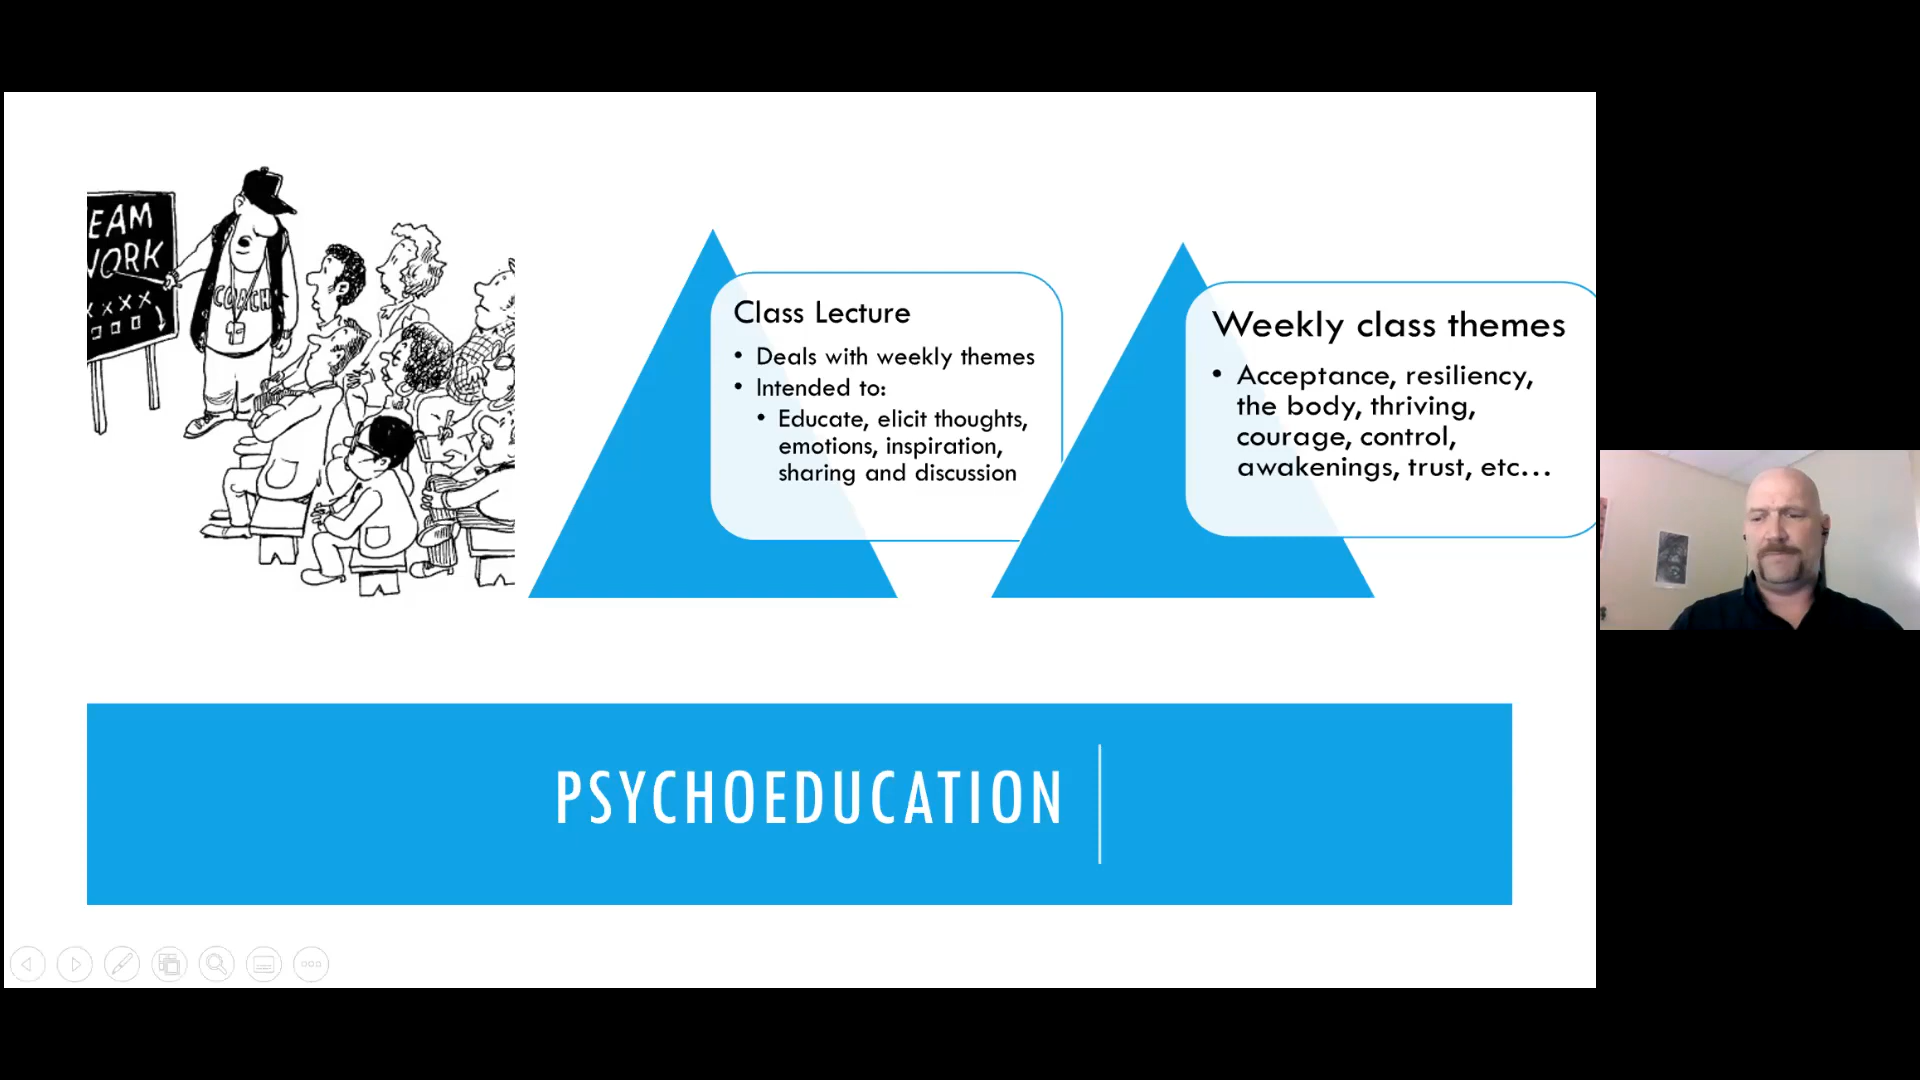 EAM
WORK
COACH
x x x x
Class Lecture
• Deals with weekly themes
• Intended to:
• Educate, elicit thoughts,
emotions, inspiration,
sharing and discussion
Weekly class themes
• Acceptance, resiliency,
the body, thriving,
courage, control,
awakenings, trust, etc...
PSYCHOEDUCATION